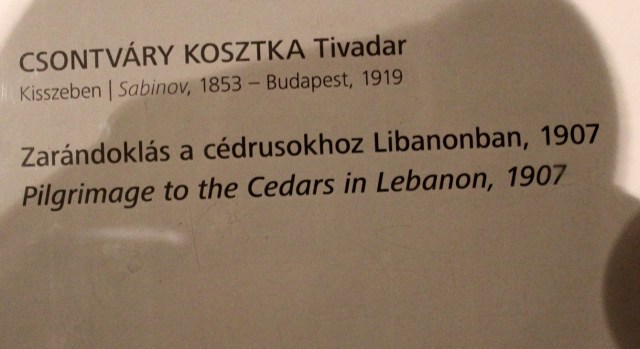 CSONTVÁRY KOSZTKA Tivadar
Kisszeben | Sabinov, 1853 – Budapest, 1919
Zarándoklás a cédrusokhoz Libanonban, 1907
Pilgrimage to the Cedars in Lebanon, 1907